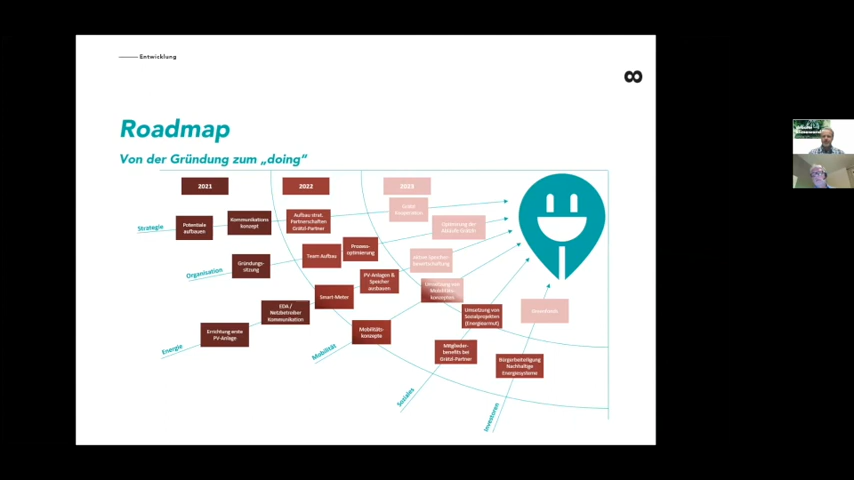 Entwicklung
8
Roadmap
Von der Gründung zum „doing“
2021
2022
2023
Strategie
Potentiale
aufbauen
Kommunikations
konzept
Aufbau strat.
Partnerschaften
Grätzl-Partner
Kooperation
Optimierung der
Abläufe Grätzln
Organisation
Gründungs-
sitzung
Team Aufbau
Prozess-
optimierung
Aktive Speicher-
bewirtschaftung
Energie
Errichtung erste
PV-Anlage
EDA /
Netzbetreiber
Kommunikation
Smart-Meter
PV-Anlagen &
Speicher
ausbauen
Mobilität
Mobilitäts-
konzepte
Umsetzung von
Mobilitäts-
konzepten
Soziales
Mitglieder-
benefits bei
Grätzl-Partner
Umsetzung von
Sozialprojekten
(Energiearmut)
Investoren
Bürgerbeteiligung
Nachhaltige
Energiesysteme